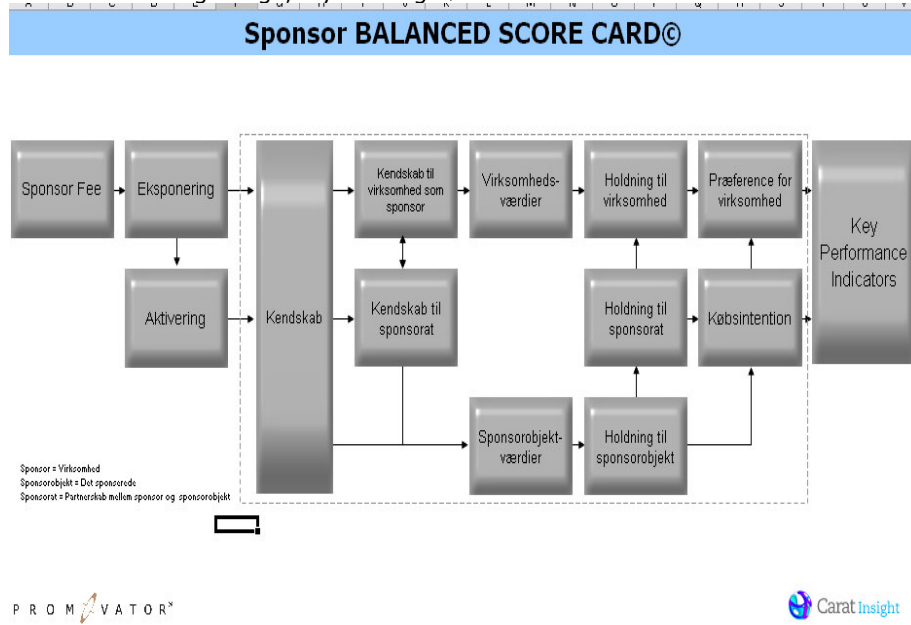 Sponsor BALANCED SCORE CARD©
Sponsor Fee
Eksponering
Aktivering
Kendskab
Kendskab til
virksomhed som
sponsor
Kendskab til
sponsorat
Virksomheds-
værdier
Sponsorobjekt-
værdier
Holdning til
virksomhed
Holdning til
sponsorat
Holdning til
sponsorobjekt
Præference for
virksomhed
Købsintention
Key
Performance
Indicators
Sponsor = Virksomhed
Sponsorobjekt = Det sponserede
Sponsorat = Partnerskab mellem sponsor og sponsorobjekt
PROMOVATOR
Carat Insight